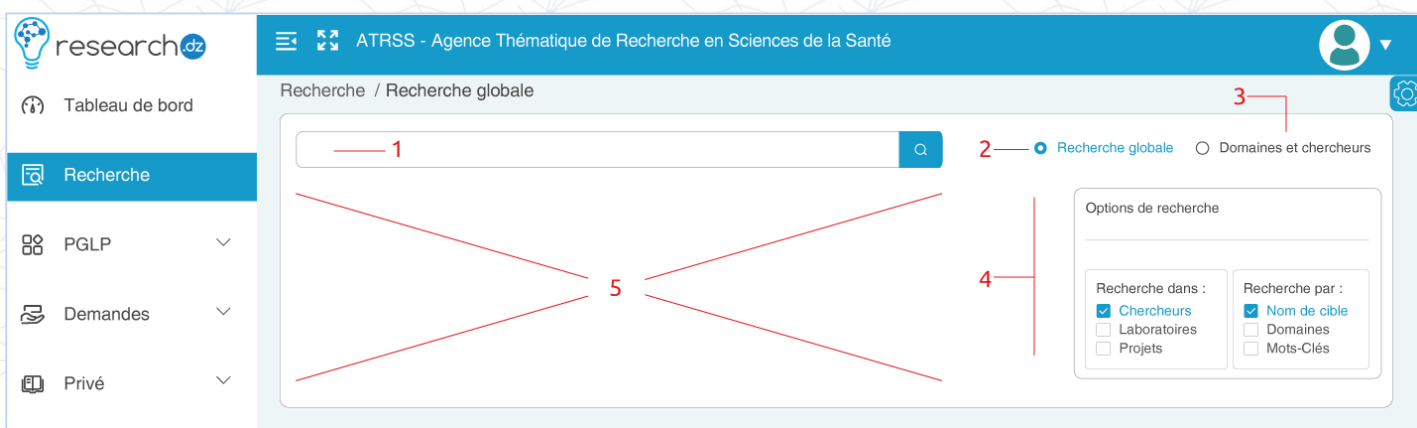 research.dz
ATRSS - Agence Thématique de Recherche en Sciences de la Santé
Tableau de bord
Recherche
PGLP
Demandes
Privé
Recherche / Recherche globale
1
2
Recherche globale
3
Domaines et chercheurs
4
Options de recherche
Recherche dans :
Chercheurs
Laboratoires
Projets
Recherche par :
Nom de cible
Domaines
Mots-Clés
5